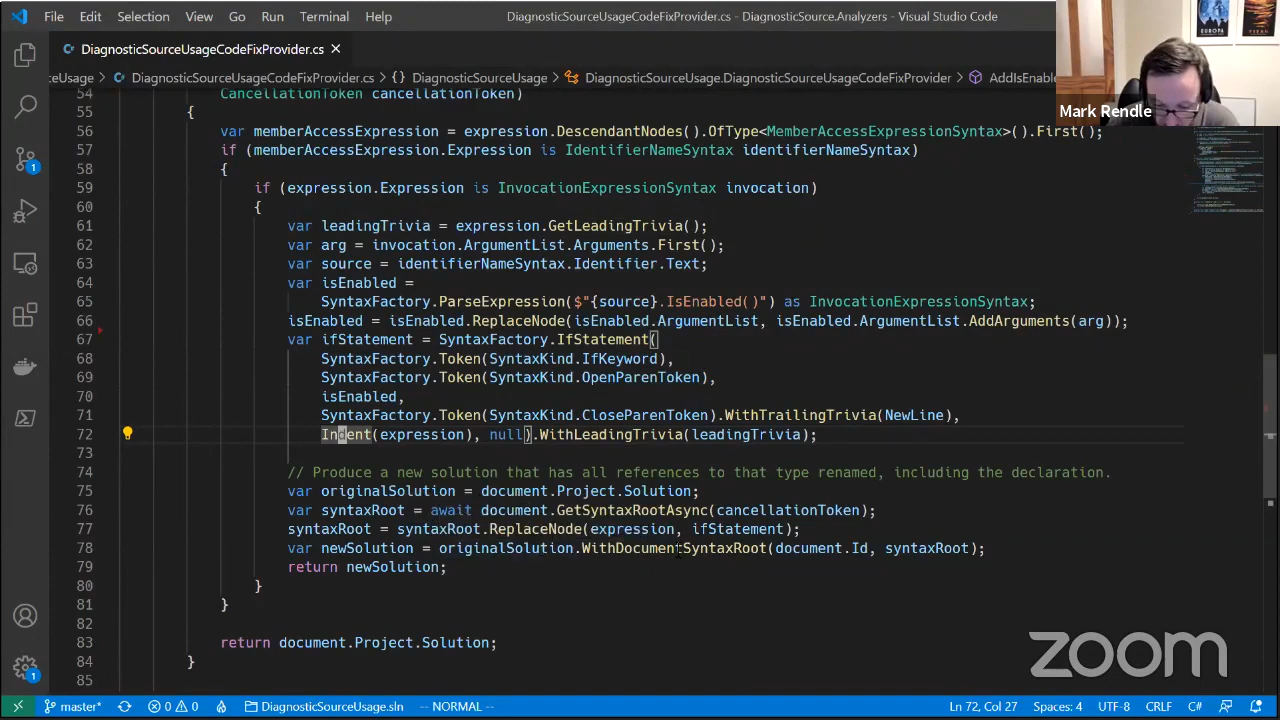 File Edit Selection View Go Run Terminal Help DiagnosticSourceUsageCodeFixProvider.cs - DiagnosticSource.Analyzers - Visual Studio Code
DiagnosticSourceUsageCodeFixProvider.cs
ceUsage > DiagnosticSourceUsageCodeFixProvider.cs > {} DiagnosticSourceUsage > DiagnosticSourceUsage.DiagnosticSourceUsageCodeFixProvider > AddIsEnable
Mark Rendle
54 CancellationToken cancellationToken)
55 {
56 var memberAccessExpression = expression.DescendantNodes().OfType<MemberAccessExpressionSyntax>().First();
57 if (memberAccessExpression.Expression is IdentifierNameSyntax identifierNameSyntax)
58 {
59 if (expression.Expression is InvocationExpressionSyntax invocation)
60 {
61 var leadingTrivia = expression.GetLeadingTrivia();
62 var arg = invocation.ArgumentList.Arguments.First();
63 var source = identifierNameSyntax.Identifier.Text;
64 var isEnabled =
65 SyntaxFactory.ParseExpression($"{source}.IsEnabled()") as InvocationExpressionSyntax;
66 isEnabled = isEnabled.ReplaceNode(isEnabled.ArgumentList, isEnabled.ArgumentList.AddArguments(arg));
67 var ifStatement = SyntaxFactory.IfStatement(
68 SyntaxFactory.Token(SyntaxKind.IfKeyword),
69 SyntaxFactory.Token(SyntaxKind.OpenParenToken),
70 isEnabled,
71 SyntaxFactory.Token(SyntaxKind.CloseParenToken).WithTrailingTrivia(NewLine),
72 Indent(expression), null).WithLeadingTrivia(leadingTrivia);
73
74 // Produce a new solution that has all references to that type renamed, including the declaration.
75 var originalSolution = document.Project.Solution;
76 var syntaxRoot = await document.GetSyntaxRootAsync(cancellationToken);
77 syntaxRoot = syntaxRoot.ReplaceNode(expression, ifStatement);
78 var newSolution = originalSolution.WithDocumentSyntaxRoot(document.Id, syntaxRoot);
79 return newSolution;
80 }
81 }
82
83 return document.Project.Solution;
84 }
85
zoom
1
1
master* 0 0 DiagnosticSourceUsage.sln -- NORMAL -- Ln 72, Col 27 Spaces: 4 UTF-8 CRLF C#